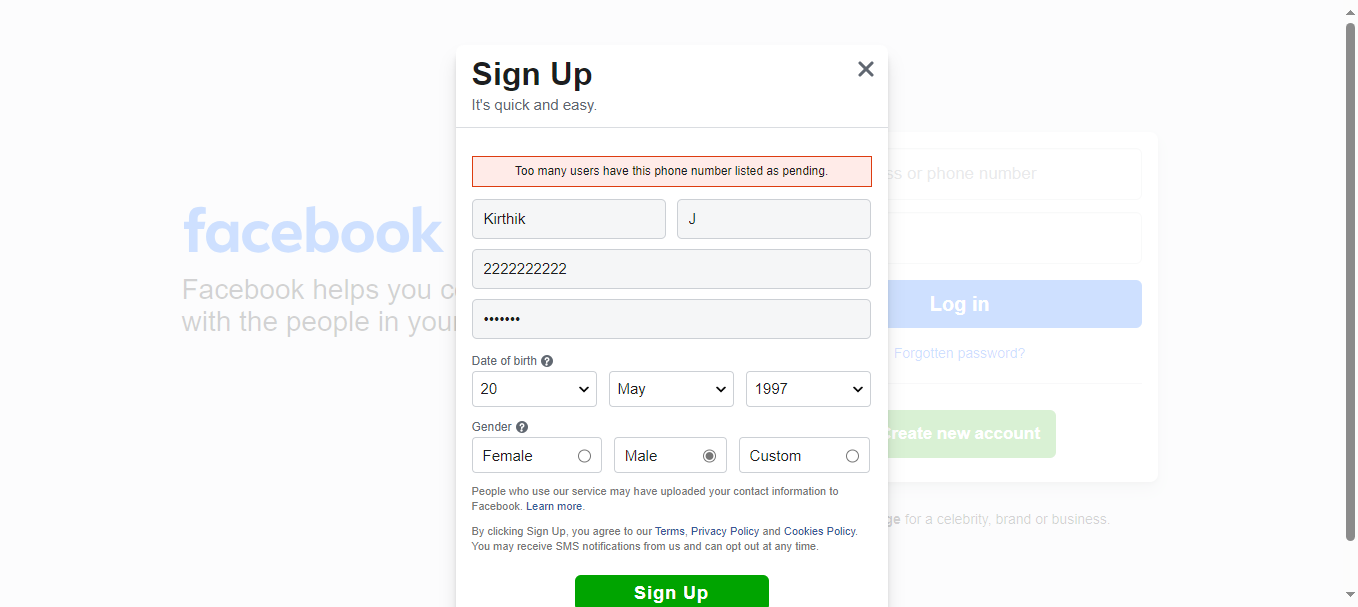 Sign Up
It's quick and easy.
Too many users have this phone number listed as pending.
Kirthik J
2222222222
•••••••
Date of birth ?
20 May 1997
Gender ?
Female Male Custom
People who use our service may have uploaded your contact information to
Facebook. Learn more.
By clicking Sign Up, you agree to our Terms, Privacy Policy and Cookies Policy.
You may receive SMS notifications from us and can opt out at any time.
Sign Up
facebook
Facebook helps you
with the people in your
or phone number
Log in
Forgotten password?
Create new account
for a celebrity, brand or business.